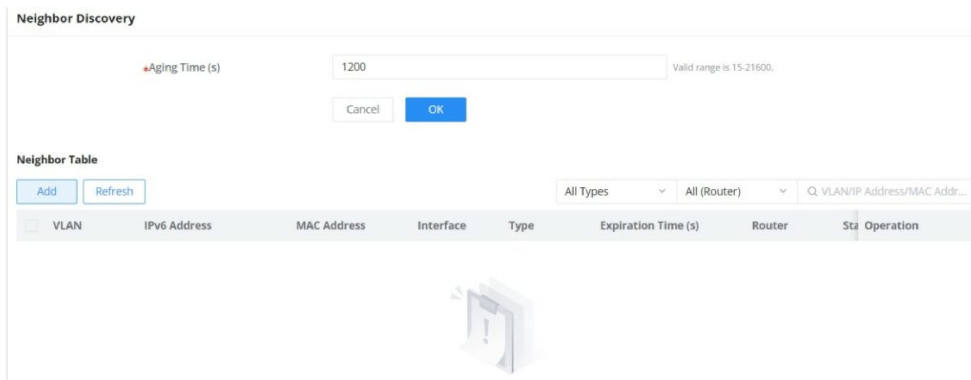 Neighbor Discovery
*Aging Time (s) 1200 Valid range is 15-21600.
Cancel OK
Neighbor Table
Add Refresh All Types All (Router) VLAN/IP Address/MAC Addr...
VLAN IPv6 Address MAC Address Interface Type Expiration Time (s) Router Sta Operation